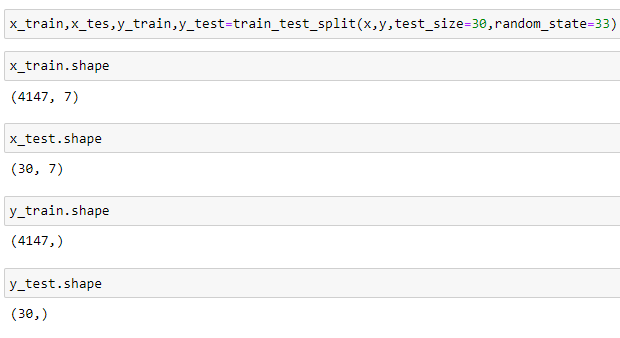 x_train,x_tes,y_train,y_test=train_test_split(x,y,test_size=30,random_state=33)
x_train.shape
(4147, 7)
x_test.shape
(30, 7)
y_train.shape
(4147,)
y_test.shape
(30,)